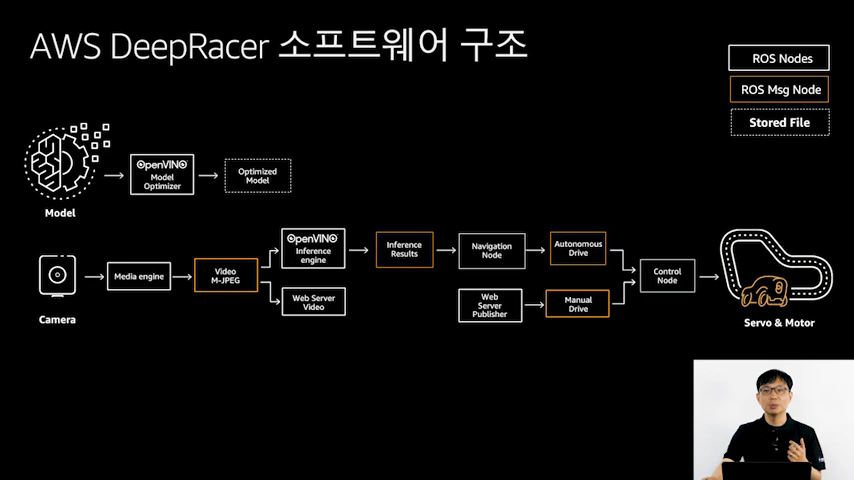 AWS DeepRacer 소프트웨어 구조
ROS Nodes
ROS Msg Node
Stored File
OpenVINO
Model
Optimizer
Optimized
Model
Model
Camera
Media engine
Video
M-JPEG
OpenVINO
Inference
engine
Web Server
Video
Inference
Results
Navigation
Node
Autonomous
Drive
Web
Server
Publisher
Manual
Drive
Control
Node
Servo & Motor